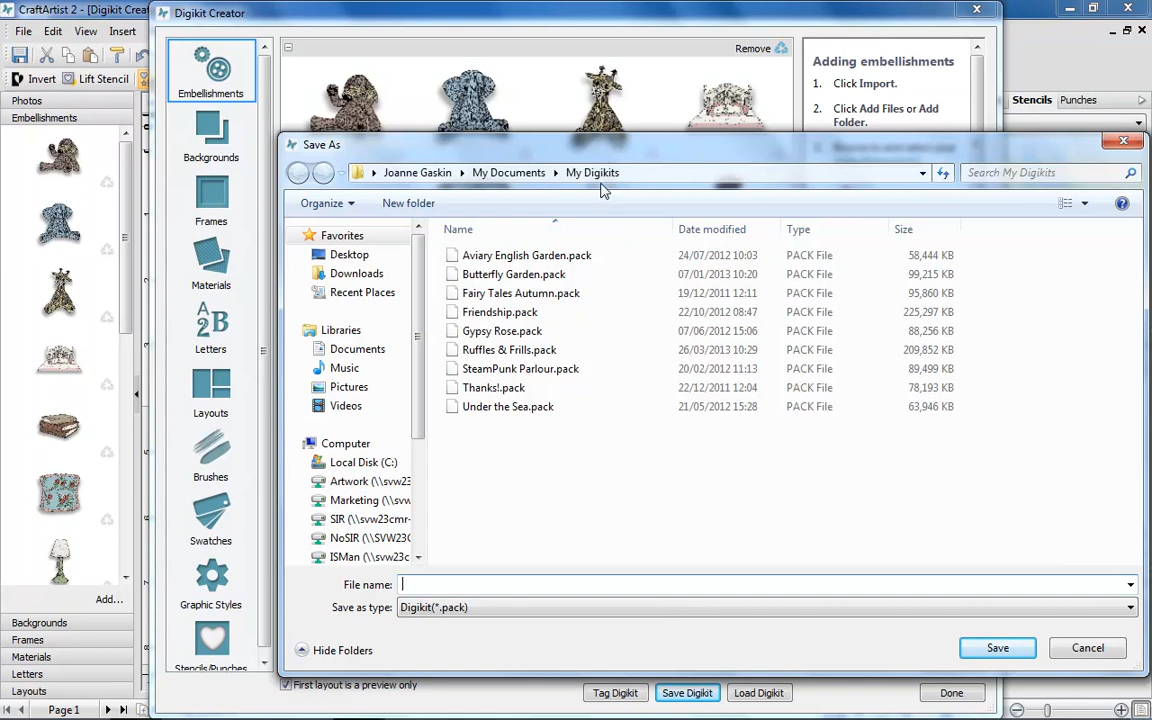 CraftArtist 2 - [Digikit Creat
File Edit View Insert
Invert Lift Stencil
Photos
Embellishments
Add...
Backgrounds
Frames
Materials
Letters
Layouts
Page 1
Digikit Creator
Embellishments
Backgrounds
Frames
Materials
Letters
Layouts
Brushes
Swatches
Graphic Styles
Stencils/Punches
Remove
Adding embellishments
1. Click Import.
2. Click Add Files or Add
Folder.
Stencils Punches
Save As
Joanne Gaskin My Documents My Digikits
Search My Digikits
Organize New folder
Favorites
Desktop
Downloads
Recent Places
Libraries
Documents
Music
Pictures
Videos
Computer
Local Disk (C:)
Artwork (\\svw23
Marketing (\\svw
SIR (\\svw23cmr-
NoSIR (\\SVW23C
ISMan (\\svw23c
Name Date modified Type Size
Aviary English Garden.pack 24/07/2012 10:03 PACK File 58,444 KB
Butterfly Garden.pack 07/01/2013 10:20 PACK File 99,215 KB
Fairy Tales Autumn.pack 19/12/2011 12:11 PACK File 95,860 KB
Friendship.pack 22/10/2012 08:47 PACK File 225,297 KB
Gypsy Rose.pack 07/06/2012 15:06 PACK File 88,256 KB
Ruffles & Frills.pack 26/03/2013 10:29 PACK File 209,852 KB
SteamPunk Parlour.pack 20/02/2012 11:13 PACK File 89,499 KB
Thanks!.pack 22/12/2011 12:04 PACK File 78,193 KB
Under the Sea.pack 21/05/2012 15:28 PACK File 63,946 KB
File name:
Save as type: Digikit(*.pack)
Hide Folders
Save Cancel
First layout is a preview only
Tag Digikit Save Digikit Load Digikit Done